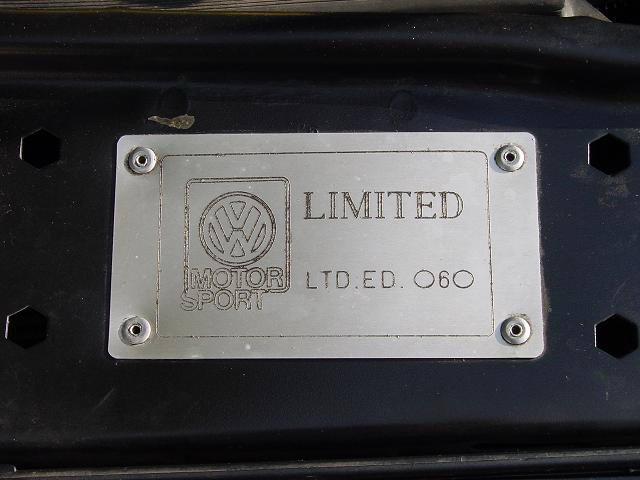 LIMITED
VW
MOTOR
SPORT
LTD.ED. 060